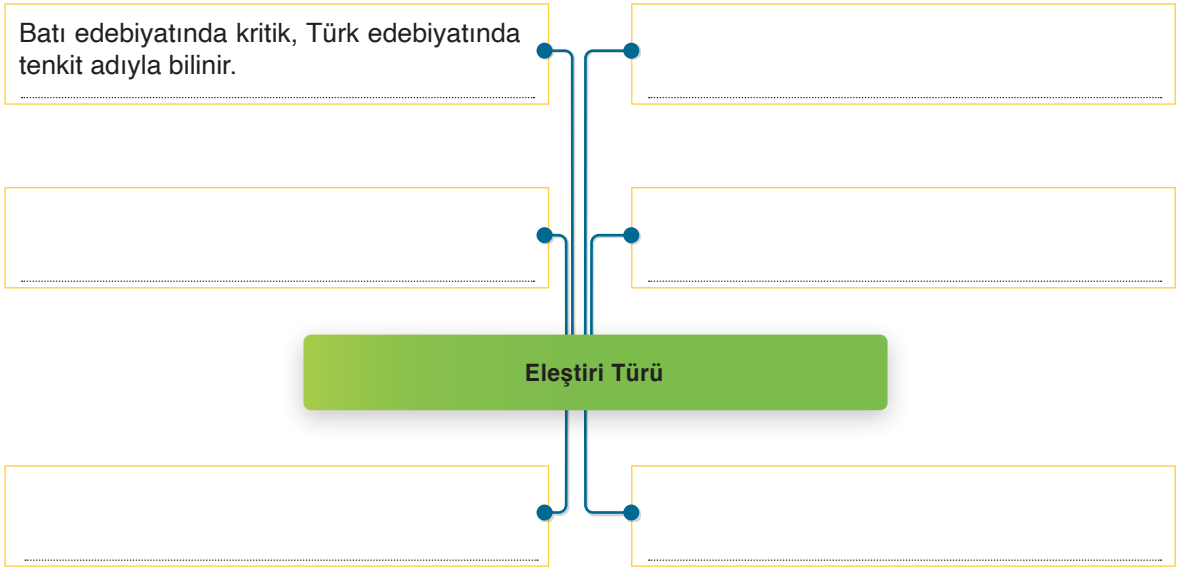 Batı edebiyatında kritik, Türk edebiyatında
tenkit adıyla bilinir.
Eleştiri Türü